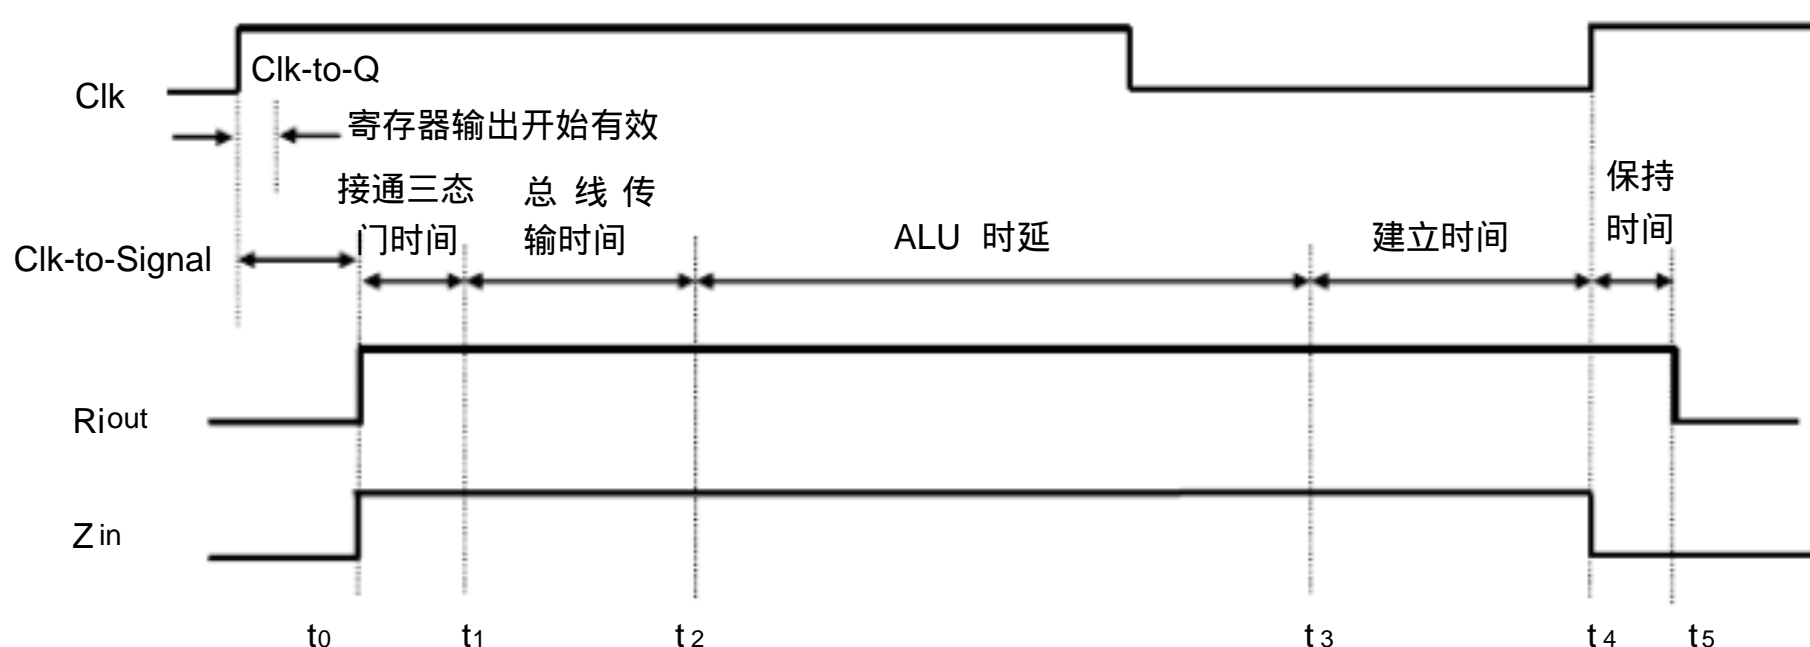 Clk
Clk-to-Q
寄存器输出开始有效
接通三态
门时间
总 线 传
输时间
ALU 时延
建立时间
保持
时间
Clk-to-Signal
Riout
Z in
t0
t1
t 2
t 3
t 4
t 5